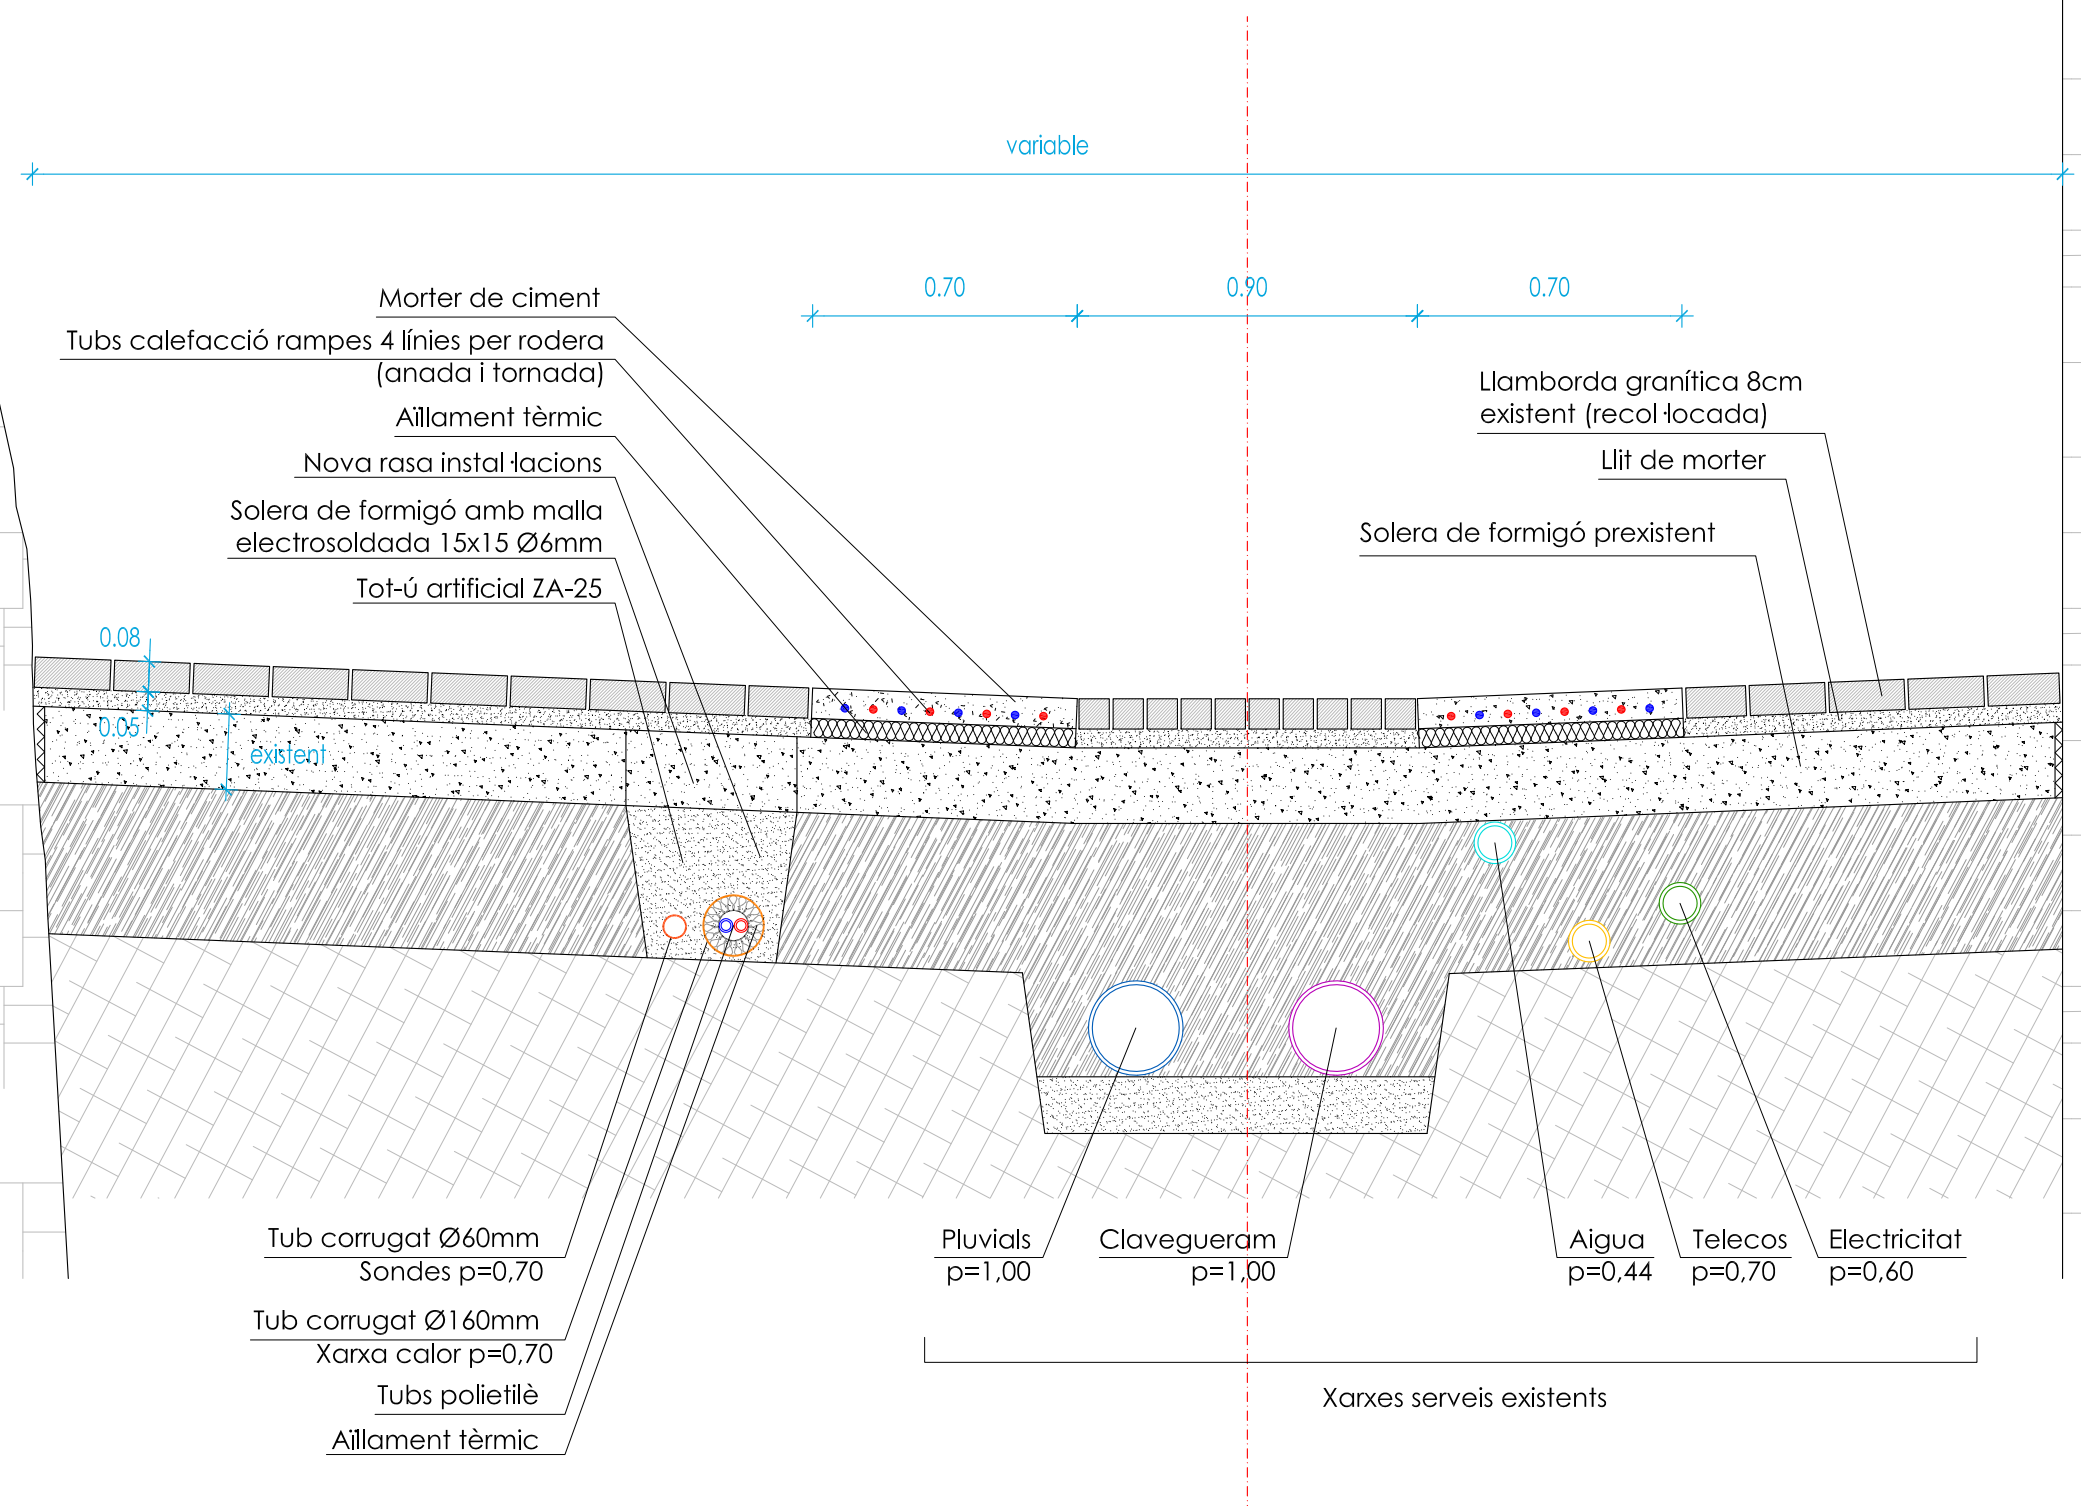 variable
0.70
0.90
0.70
Morter de ciment
Tubs calefacció rampes 4 línies per rodera
(anada i tornada)
Aïllament tèrmic
Nova rasa instal·lacions
Solera de formigó amb malla
electrosoldada 15x15 Ø6mm
Tot-ú artificial ZA-25
Llamborda granítica 8cm
existent (recol·locada)
Llit de morter
Solera de formigó prexistent
0.08
0.05
existent
Tub corrugat Ø60mm
Sondes p=0,70
Tub corrugat Ø160mm
Xarxa calor p=0,70
Tubs polietilè
Aïllament tèrmic
Pluvials
p=1,00
Clavegueram
p=1,00
Aigua
p=0,44
Telecos
p=0,70
Electricitat
p=0,60
Xarxes serveis existents